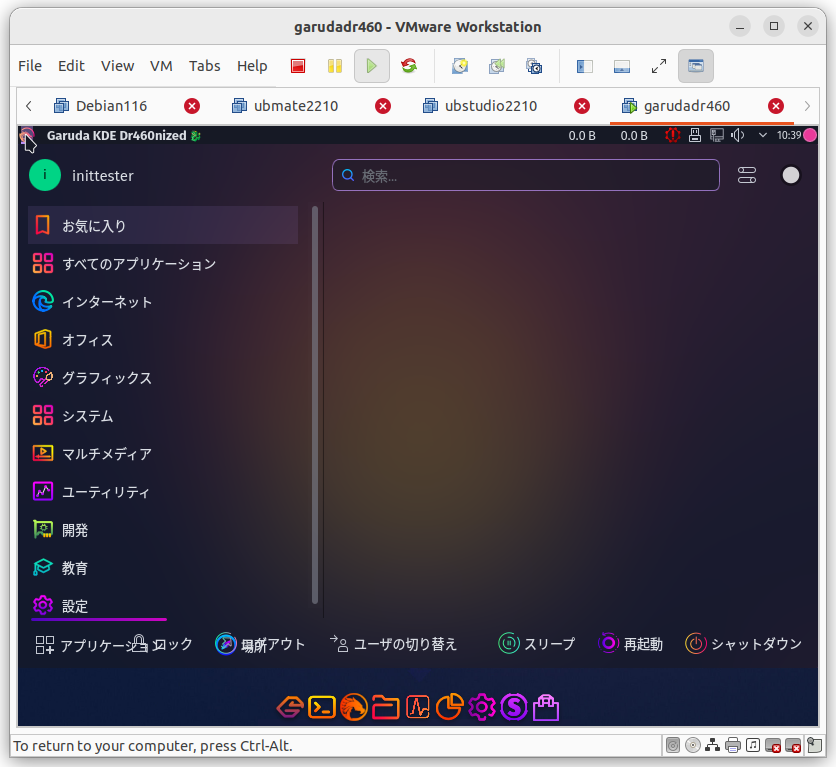 garudadr460 - VMware Workstation
File Edit View VM Tabs Help
Debian116 ubmate2210 ubstudio2210 garudadr460
Garuda KDE Dr460nized 0.0 B 0.0 B 10:39
i inittester 検索...
お気に入り
すべてのアプリケーション
インターネット
オフィス
グラフィックス
システム
マルチメディア
ユーティリティ
開発
教育
設定
アプリケーション ロック 場所 ログアウト ユーザの切り替え スリープ 再起動 シャットダウン
To return to your computer, press Ctrl-Alt.